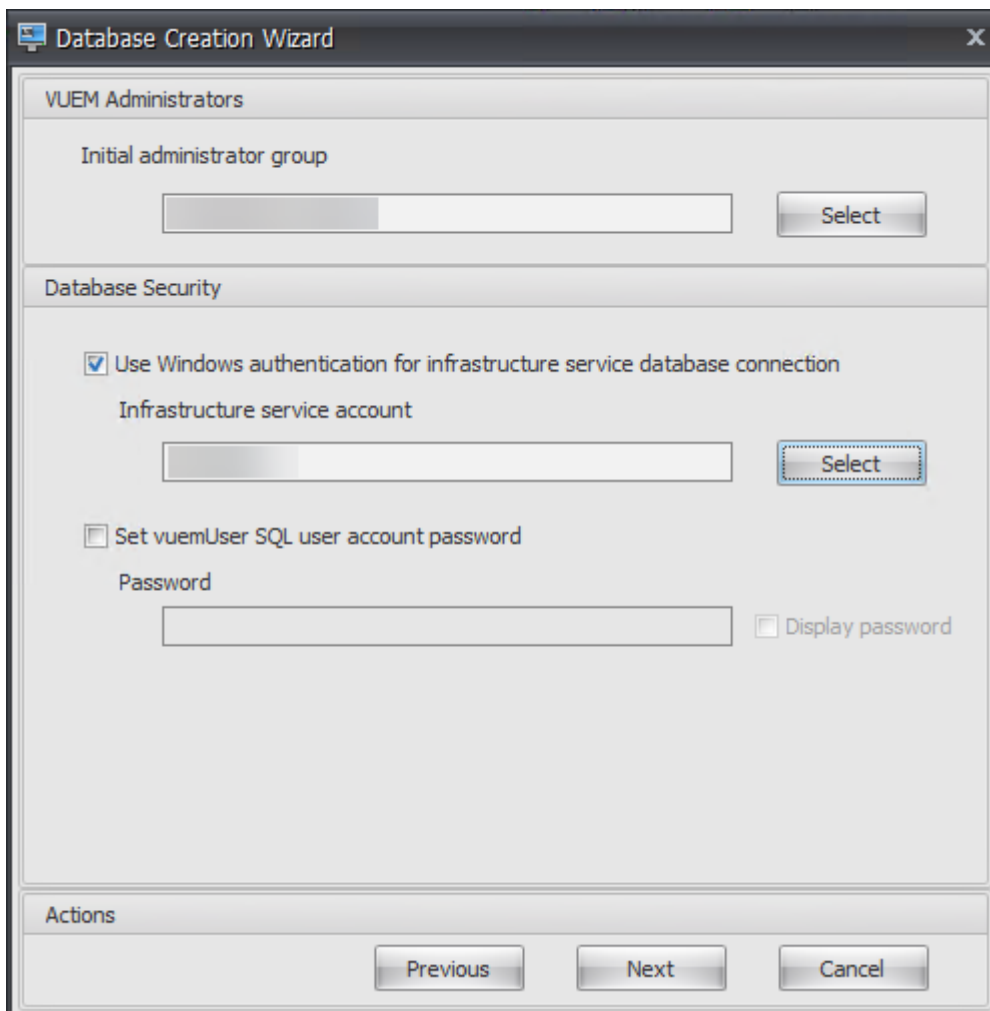 Database Creation Wizard
VUEM Administrators
Initial administrator group
Select
Database Security
Use Windows authentication for infrastructure service database connection
Infrastructure service account
Select
Set vuemUser SQL user account password
Password
Display password
Actions
Previous Next Cancel